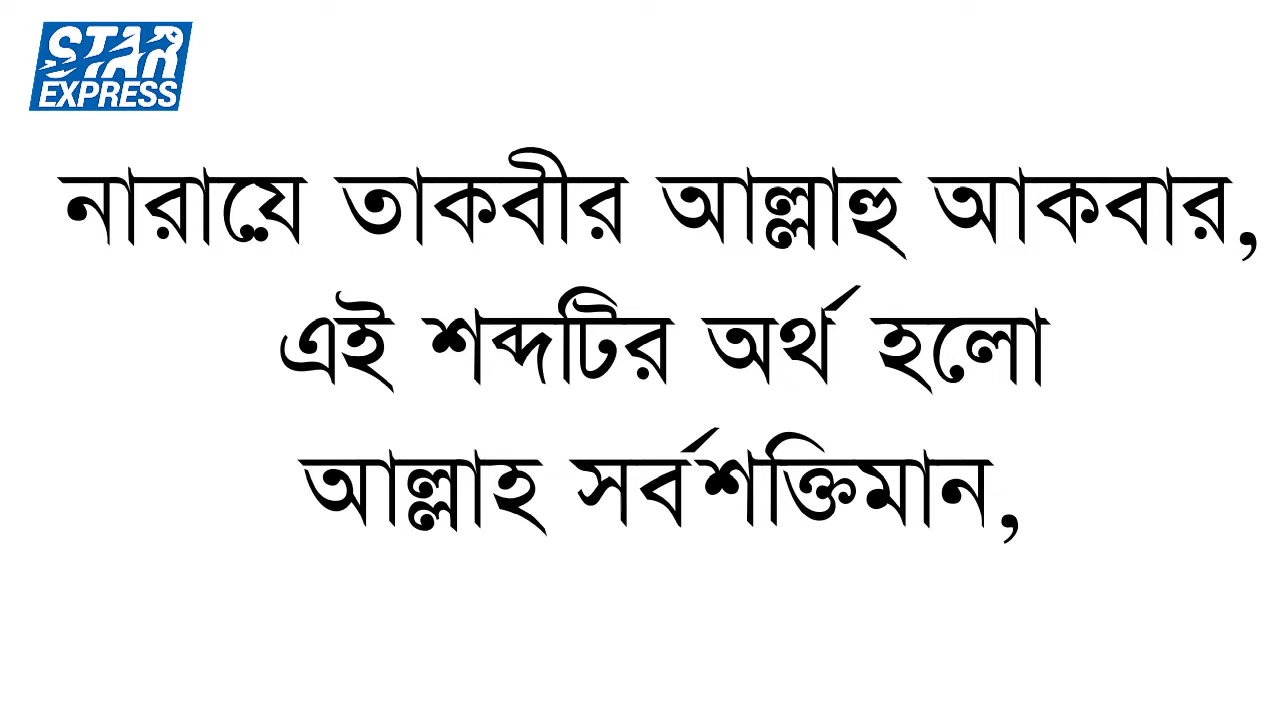 STAR
EXPRESS
নারায়ে তাকবীর আল্লাহু আকবার,
এই শব্দটির অর্থ হলো
আল্লাহ সর্বশক্তিমান,